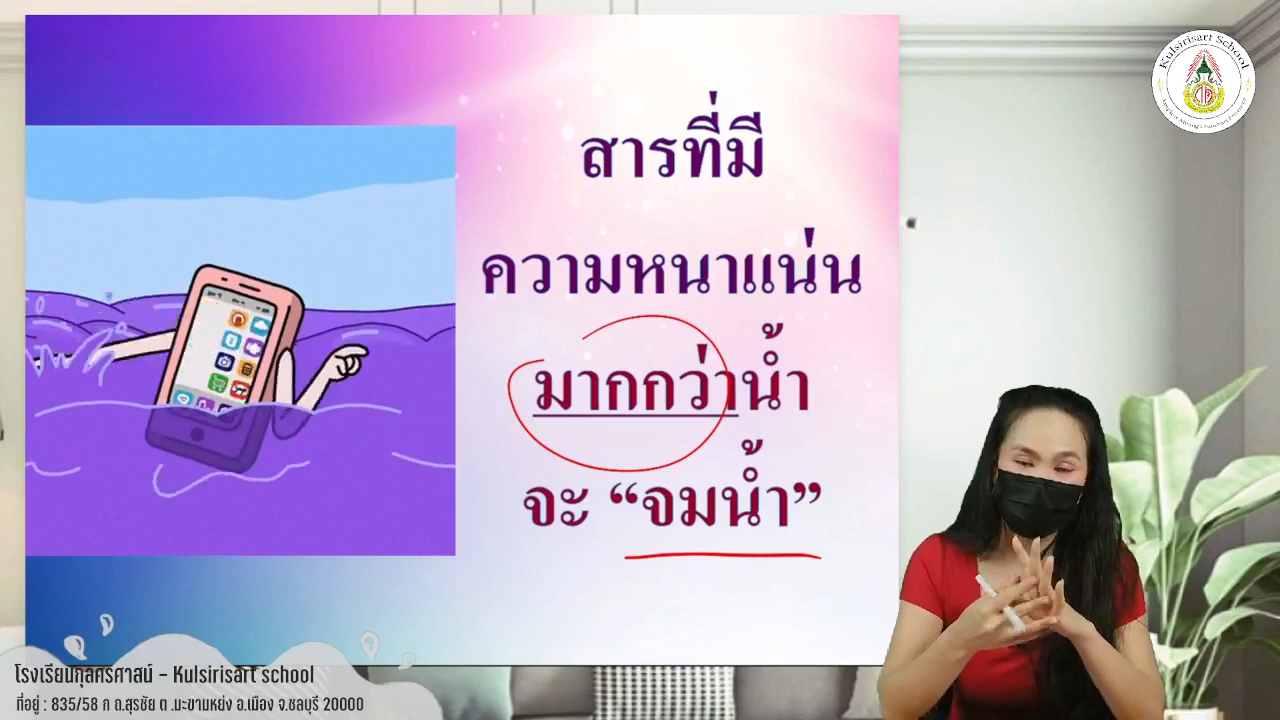 สารที่มี
ความหนาแน่น
มากกว่าน้ำ
จะ “จมน้ำ”
Kulsirisart School
โรงเรียนกุลศิริศาสน์ - Kulsirisart school
ที่อยู่ : 835/58 ก ถ.สุรชัย ต .มะขามหย่ง อ.เมือง จ.ชลบุรี 20000